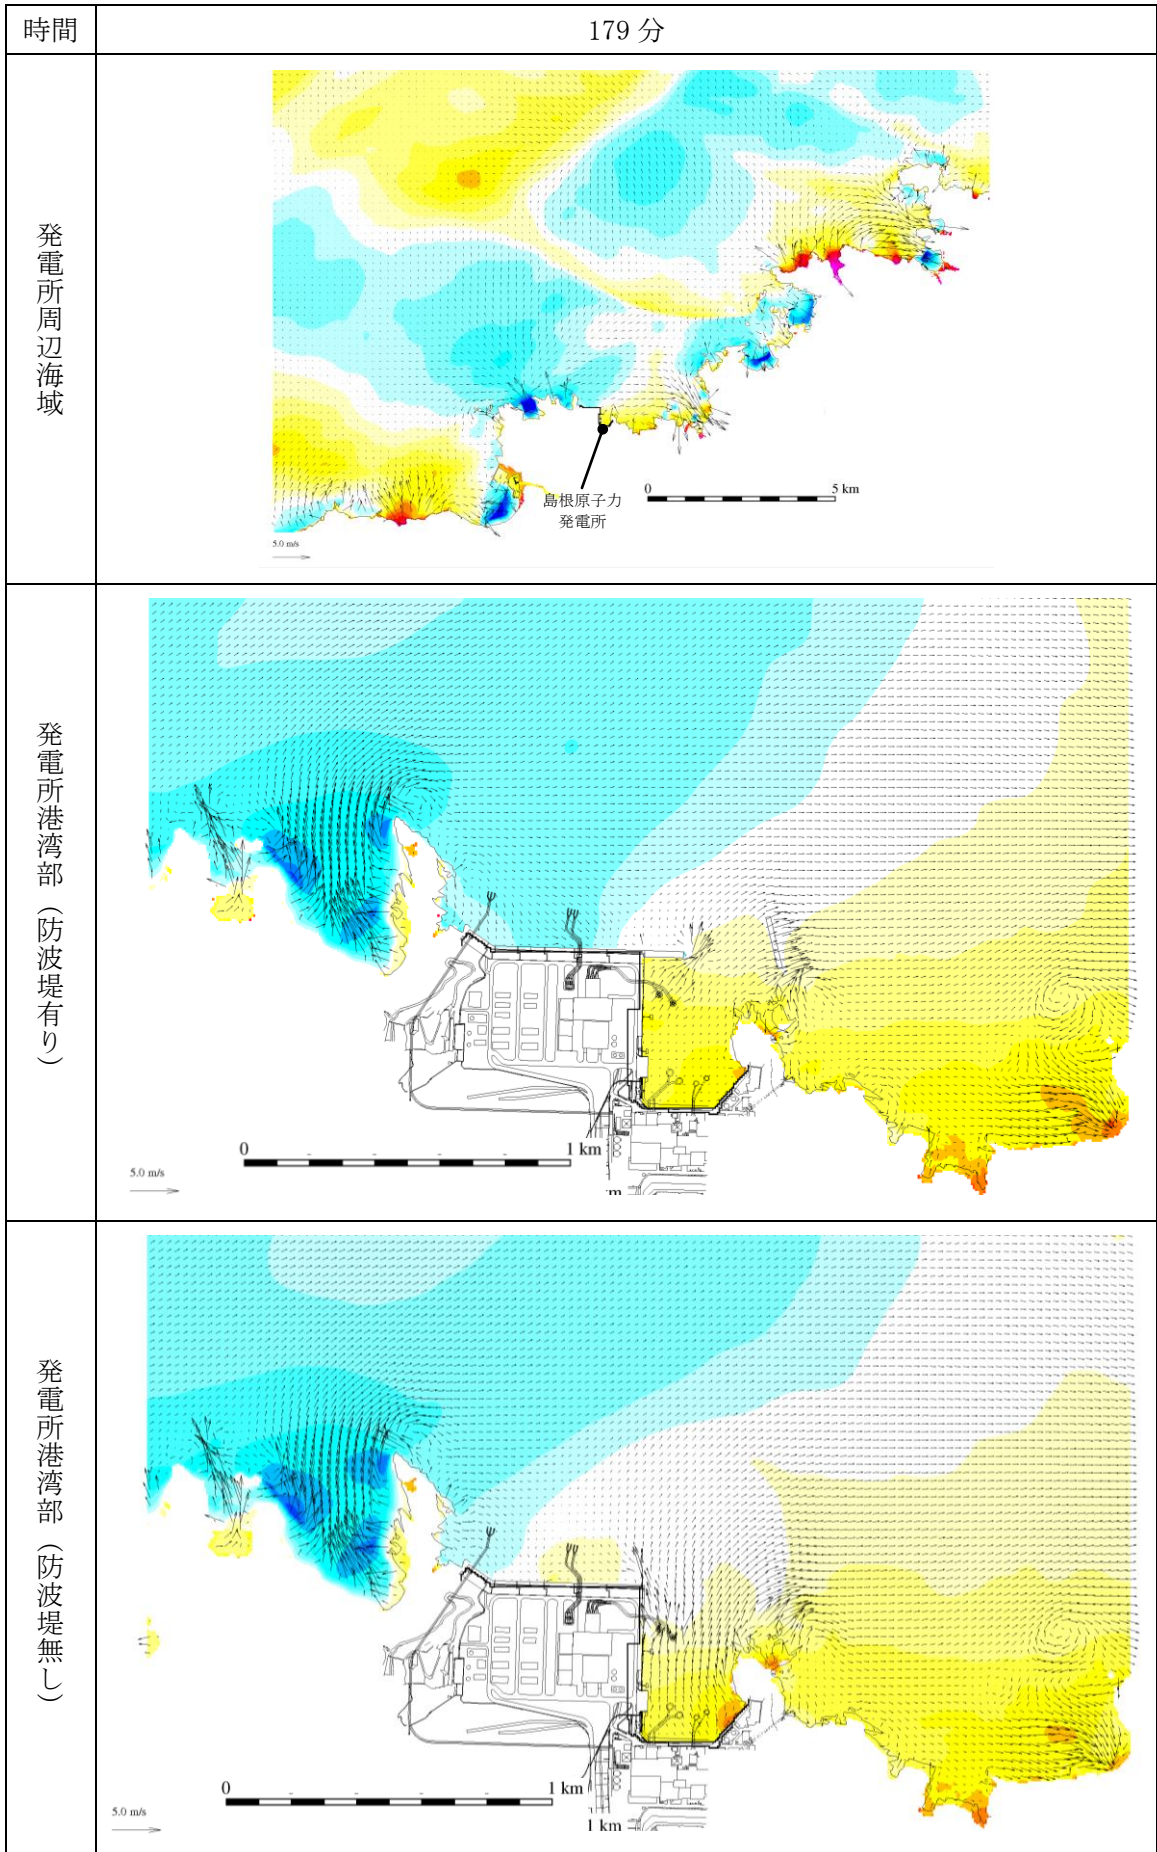 時間
179 分
発電所周辺海域
島根原子力
発電所
0
5 km
5.0 m/s
発電所港湾部（防波堤有り）
0
1 km
5.0 m/s
m
発電所港湾部（防波堤無し）
0
1 km
5.0 m/s
1 km